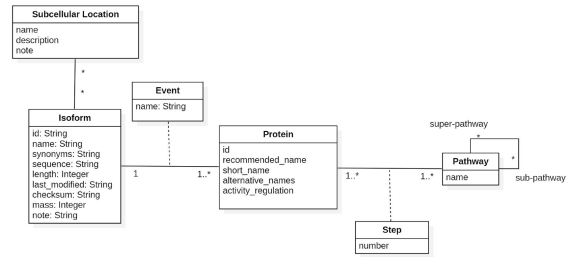 Subcellular Location
name
description
note
*
*
Event
name: String
Isoform
id: String
name: String
synonyms: String
sequence: String
length: Integer
last_modified: String
checksum: String
mass: Integer
note: String
1
1..*
Protein
id
recommended_name
short_name
alternative_names
activity_regulation
1..*
1..*
super-pathway
*
*
sub-pathway
Pathway
name
Step
number